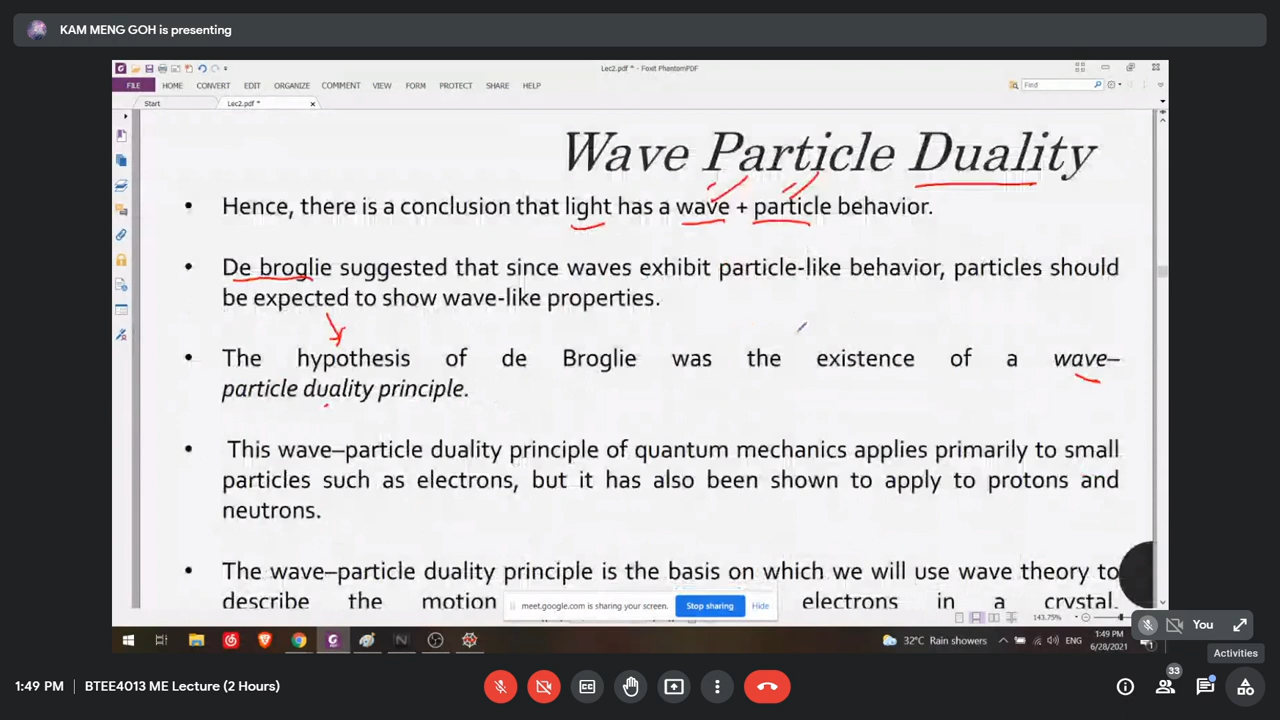 KAM MENG GOH is presenting
Lec2.pdf * - Foxit PhantomPDF
FILE HOME CONVERT EDIT ORGANIZE COMMENT VIEW FORM PROTECT SHARE HELP
Find
Start Lec2.pdf *
Wave Particle Duality
• Hence, there is a conclusion that light has a wave + particle behavior.
• De broglie suggested that since waves exhibit particle-like behavior, particles should
be expected to show wave-like properties.
• The hypothesis of de Broglie was the existence of a wave–
particle duality principle.
• This wave–particle duality principle of quantum mechanics applies primarily to small
particles such as electrons, but it has also been shown to apply to protons and
neutrons.
• The wave–particle duality principle is the basis on which we will use wave theory to
describe the motion electrons in a crystal.
meet.google.com is sharing your screen. Stop sharing Hide
143.75%
You
32°C Rain showers ENG 1:49 PM
6/28/2021
Activities
1:49 PM | BTEE4013 ME Lecture (2 Hours)
33